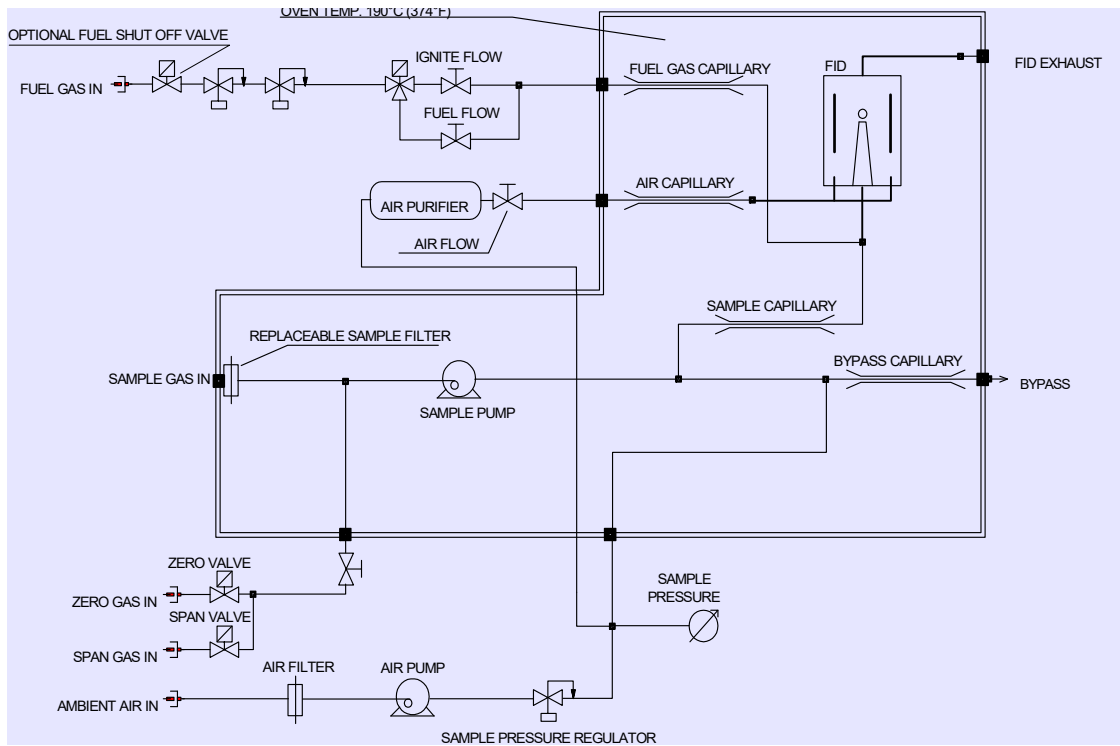 OVEN TEMP. 190°C (374°F)
OPTIONAL FUEL SHUT OFF VALVE
IGNITE FLOW
FUEL GAS CAPILLARY
FID
FID EXHAUST
FUEL GAS IN
FUEL FLOW
AIR CAPILLARY
AIR PURIFIER
AIR FLOW
SAMPLE CAPILLARY
REPLACEABLE SAMPLE FILTER
BYPASS CAPILLARY
SAMPLE GAS IN
BYPASS
SAMPLE PUMP
ZERO VALVE
SAMPLE
PRESSURE
ZERO GAS IN
SPAN VALVE
SPAN GAS IN
AIR FILTER
AIR PUMP
AMBIENT AIR IN
SAMPLE PRESSURE REGULATOR